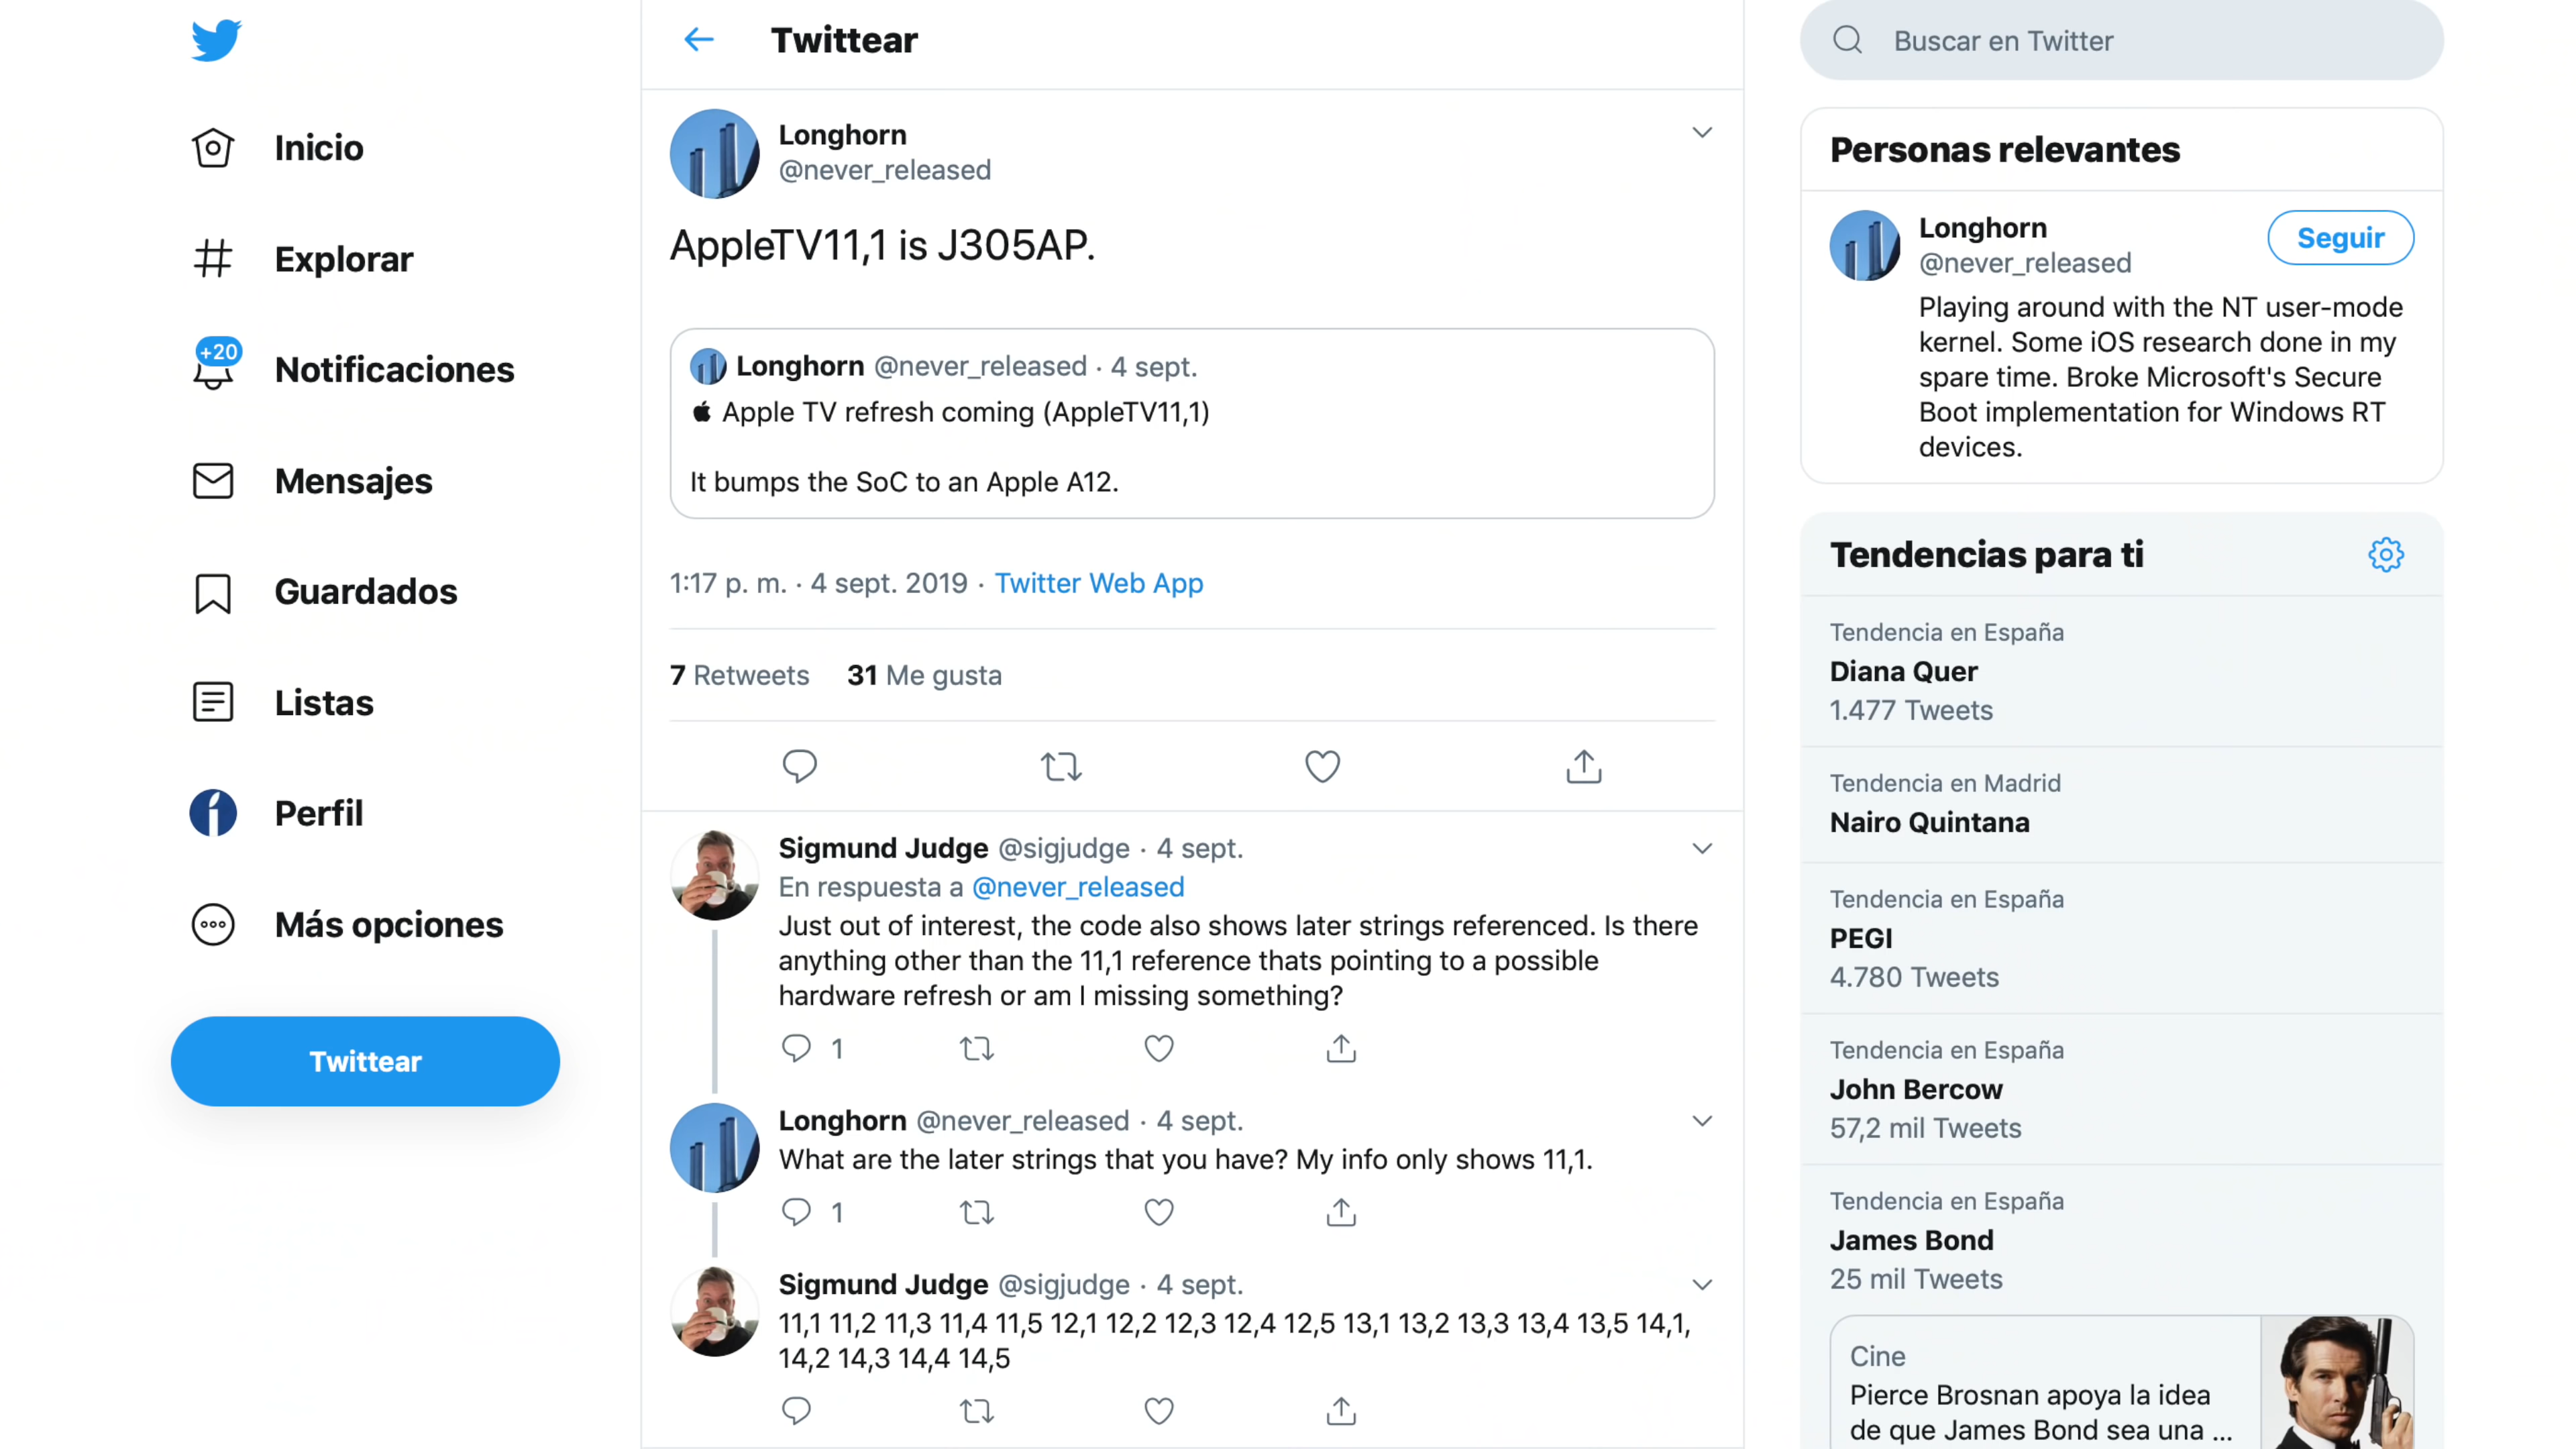 Inicio
Explorar
+20
Notificaciones
Mensajes
Guardados
Listas
Perfil
Más opciones
Twittear
Twittear
Longhorn
@never_released
AppleTV11,1 is J305AP.
Longhorn @never_released · 4 sept.
 Apple TV refresh coming (AppleTV11,1)
It bumps the SoC to an Apple A12.
1:17 p. m. · 4 sept. 2019 · Twitter Web App
7 Retweets 31 Me gusta
Sigmund Judge @sigjudge · 4 sept.
En respuesta a @never_released
Just out of interest, the code also shows later strings referenced. Is there
anything other than the 11,1 reference thats pointing to a possible
hardware refresh or am I missing something?
1
Longhorn @never_released · 4 sept.
What are the later strings that you have? My info only shows 11,1.
1
Sigmund Judge @sigjudge · 4 sept.
11,1 11,2 11,3 11,4 11,5 12,1 12,2 12,3 12,4 12,5 13,1 13,2 13,3 13,4 13,5 14,1,
14,2 14,3 14,4 14,5
Buscar en Twitter
Personas relevantes
Longhorn
@never_released
Seguir
Playing around with the NT user-mode
kernel. Some iOS research done in my
spare time. Broke Microsoft's Secure
Boot implementation for Windows RT
devices.
Tendencias para ti
Tendencia en España
Diana Quer
1.477 Tweets
Tendencia en Madrid
Nairo Quintana
Tendencia en España
PEGI
4.780 Tweets
Tendencia en España
John Bercow
57,2 mil Tweets
Tendencia en España
James Bond
25 mil Tweets
Cine
Pierce Brosnan apoya la idea
de que James Bond sea una ...